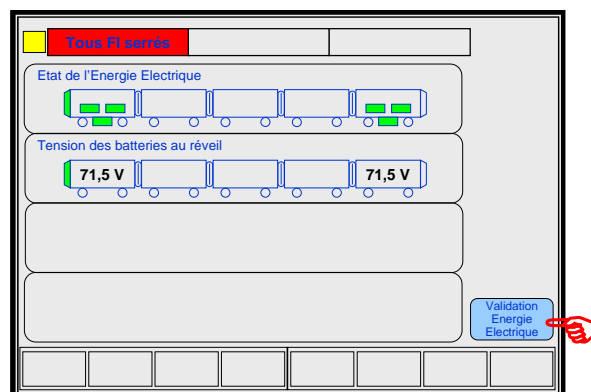 Tous FI serrés
Etat de l'Energie Electrique
Tension des batteries au réveil
71,5 V 71,5 V
Validation
Energie
Electrique